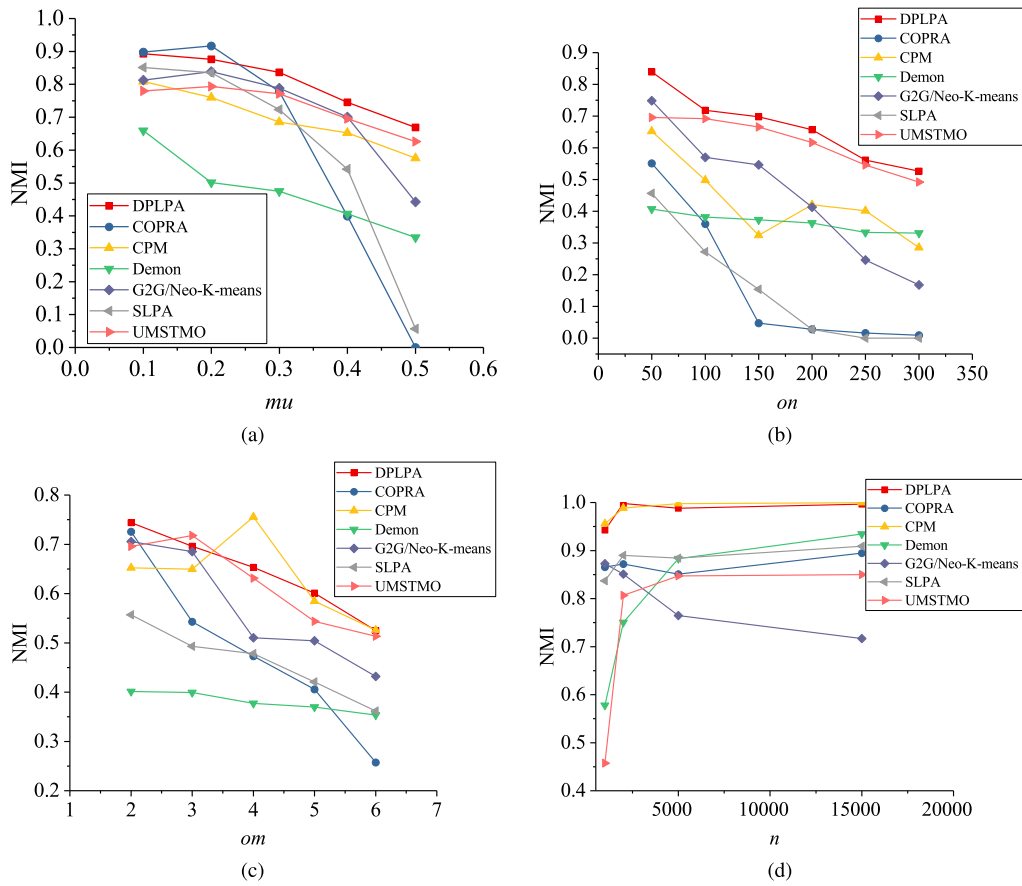 1.0
0.9
0.8
0.7
0.6
0.5
0.4
0.3
0.2
0.1
0.0
NMI
DPLPA
COPRA
CPM
Demon
G2G/Neo-K-means
SLPA
UMSTMO
0.0 0.1 0.2 0.3 0.4 0.5 0.6
mu
(a)
DPLPA
COPRA
CPM
Demon
G2G/Neo-K-means
SLPA
UMSTMO
0.9
0.8
0.7
0.6
0.5
0.4
0.3
0.2
0.1
0.0
NMI
0 50 100 150 200 250 300 350
on
(b)
DPLPA
COPRA
CPM
Demon
G2G/Neo-K-means
SLPA
UMSTMO
0.8
0.7
0.6
0.5
0.4
0.3
0.2
NMI
1 2 3 4 5 6 7
om
(c)
DPLPA
COPRA
CPM
Demon
G2G/Neo-K-means
SLPA
UMSTMO
1.0
0.9
0.8
0.7
0.6
0.5
0.4
NMI
5000 10000 15000 20000
n
(d)